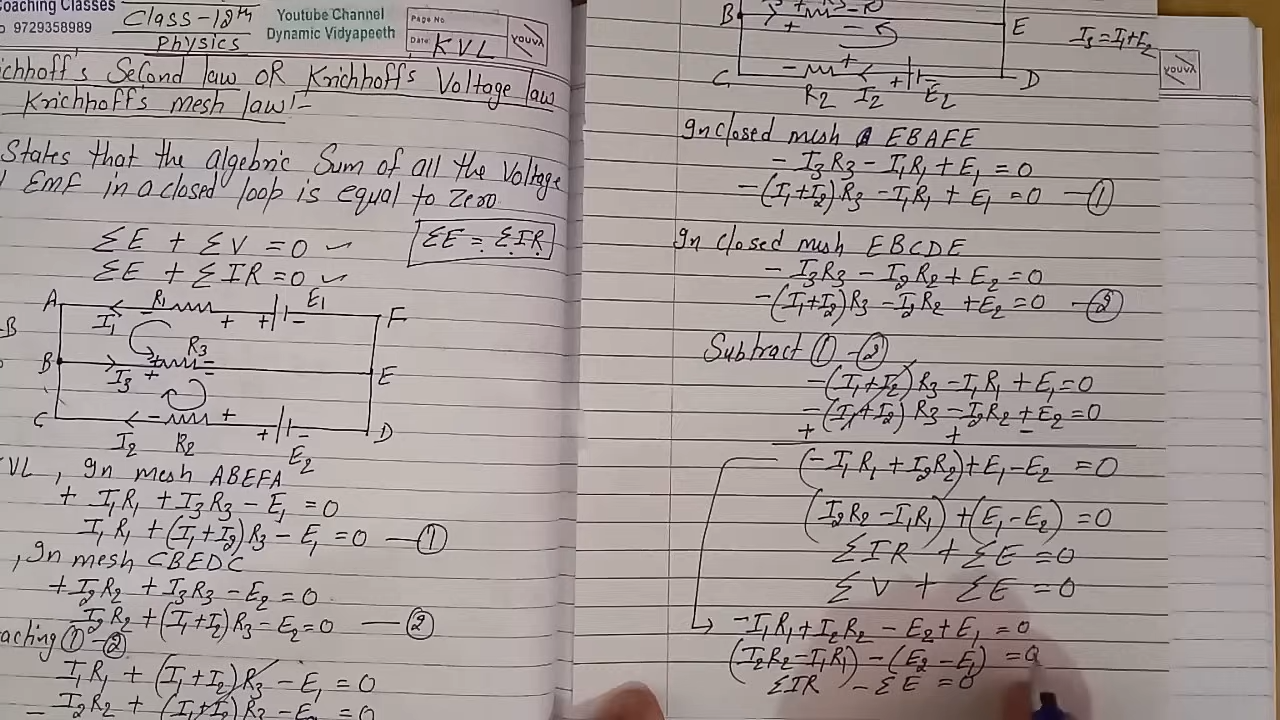 Coaching Classes
9729358989
Class-12th
Physics
Youtube Channel
Dynamic Vidyapeeth
Page No
Date: KVL
YOUVA
ichhoff's Second law OR Krichhoff's Voltage law
Krichhoff's mesh law:-
States that the algebric Sum of all the Voltage
EMF in a closed loop is equal to zero.
ΣE + ΣV = 0
ΣE = ΣIR
ΣE + ΣIR = 0
A I₁ R₁ + + E₁ - F
B I₃ + R₃ - E
C I₂ - R₂ + + E₂ - D
VL, In mesh ABEFA
+ I₁R₁ + I₃R₃ - E₁ = 0
I₁R₁ + (I₁+I₂)R₃ - E₁ = 0 —①
, In mesh CBEDC
+ I₂R₂ + I₃R₃ - E₂ = 0
I₂R₂ + (I₁+I₂)R₃ - E₂ = 0 —②
acting ①-②
I₁R₁ + (I₁+I₂)R₃ - E₁ = 0
- I₂R₂ + (I₁+I₂)R₃ - E₂ = 0
B + - E
I₃ = I₁+E₂
C - + I₂ + E₂ D
R₂
YOUVA
In closed mesh EBAFE
- I₃R₃ - I₁R₁ + E₁ = 0
-(I₁+I₂)R₃ - I₁R₁ + E₁ = 0 —①
In closed mesh EBCDE
- I₃R₃ - I₂R₂ + E₂ = 0
-(I₁+I₂)R₃ - I₂R₂ + E₂ = 0 —②
Subtract ①-②
-(I₁+I₂)R₃ - I₁R₁ + E₁ = 0
-(I₁+I₂)R₃ - I₂R₂ + E₂ = 0
+ + -
(-I₁R₁ + I₂R₂) + E₁ - E₂ = 0
(I₂R₂ - I₁R₁) + (E₁ - E₂) = 0
ΣIR + ΣE = 0
ΣV + ΣE = 0
-I₁R₁ + I₂R₂ - E₂ + E₁ = 0
(I₂R₂ - I₁R₁) - (E₂ - E₁) = 0
ΣIR - ΣE = 0